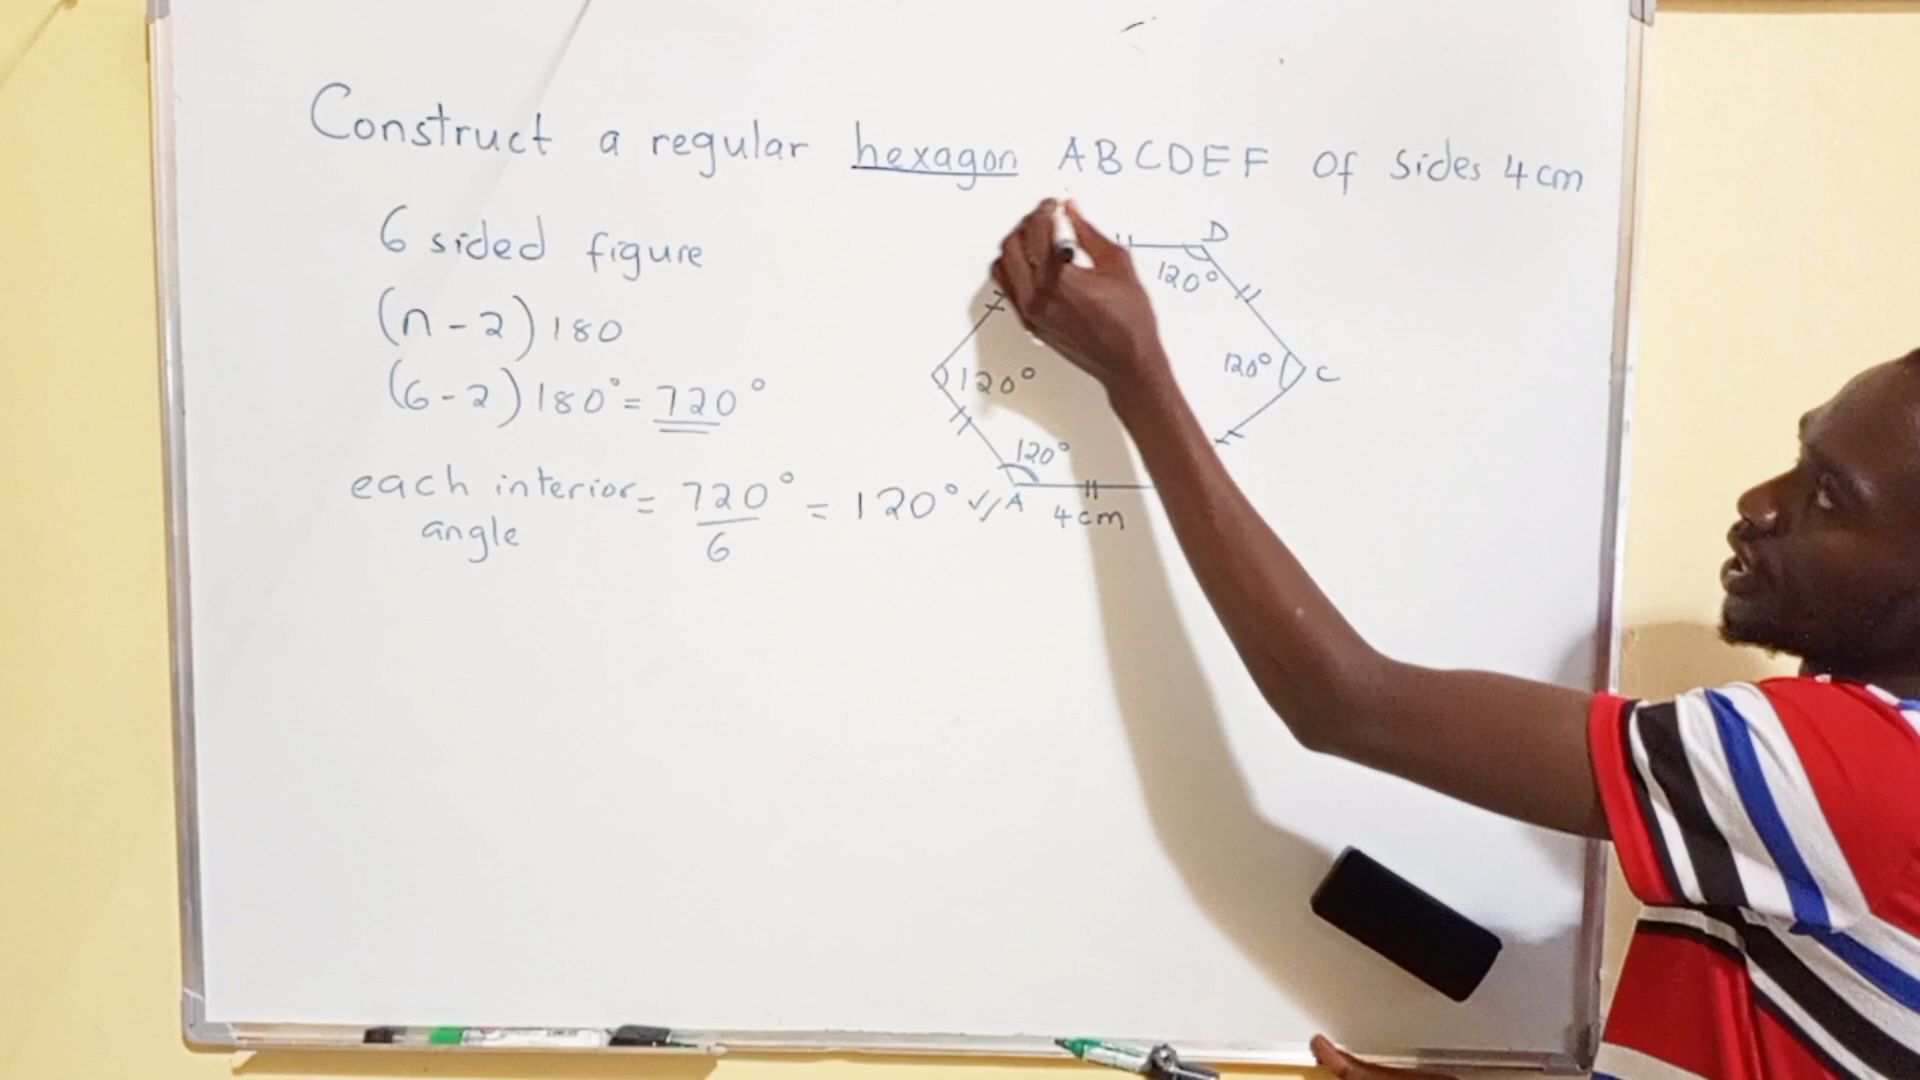 Construct a regular hexagon ABCDEF of sides 4cm
6 sided figure
(n-2)180
(6-2)180° = 720°
each interior angle = 720°/6 = 120° ✓✓
D
120°
120° C
120°
120°
A
4cm